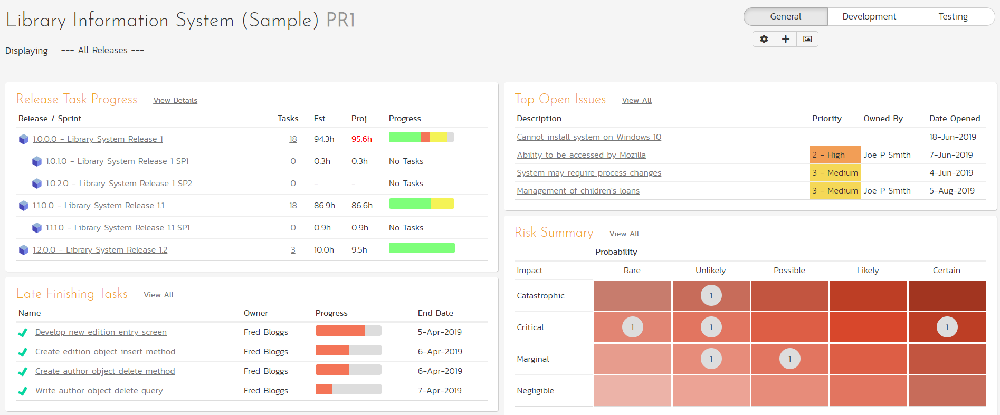 Library Information System (Sample) PR1
General Development Testing
Displaying: --- All Releases ---
Release Task Progress View Details
Release / Sprint Tasks Est. Proj. Progress
1.0.0.0 - Library System Release 1 18 94.3h 95.6h
1.0.1.0 - Library System Release 1 SP1 0 0.3h 0.3h No Tasks
1.0.2.0 - Library System Release 1 SP2 0 - - No Tasks
1.1.0.0 - Library System Release 1.1 18 86.9h 86.6h
1.1.1.0 - Library System Release 1.1 SP1 0 0.9h 0.9h No Tasks
1.2.0.0 - Library System Release 1.2 3 10.0h 9.5h
Late Finishing Tasks View All
Name Owner Progress End Date
Develop new edition entry screen Fred Bloggs 5-Apr-2019
Create edition object insert method Fred Bloggs 6-Apr-2019
Create author object delete method Fred Bloggs 6-Apr-2019
Write author object delete query Fred Bloggs 7-Apr-2019
Top Open Issues View All
Description Priority Owned By Date Opened
Cannot install system on Windows 10 18-Jun-2019
Ability to be accessed by Mozilla 2 - High Joe P Smith 7-Jun-2019
System may require process changes 3 - Medium 4-Jun-2019
Management of children's loans 3 - Medium Joe P Smith 5-Aug-2019
Risk Summary View All
Probability
Impact Rare Unlikely Possible Likely Certain
Catastrophic 1
Critical 1 1 1
Marginal 1 1
Negligible